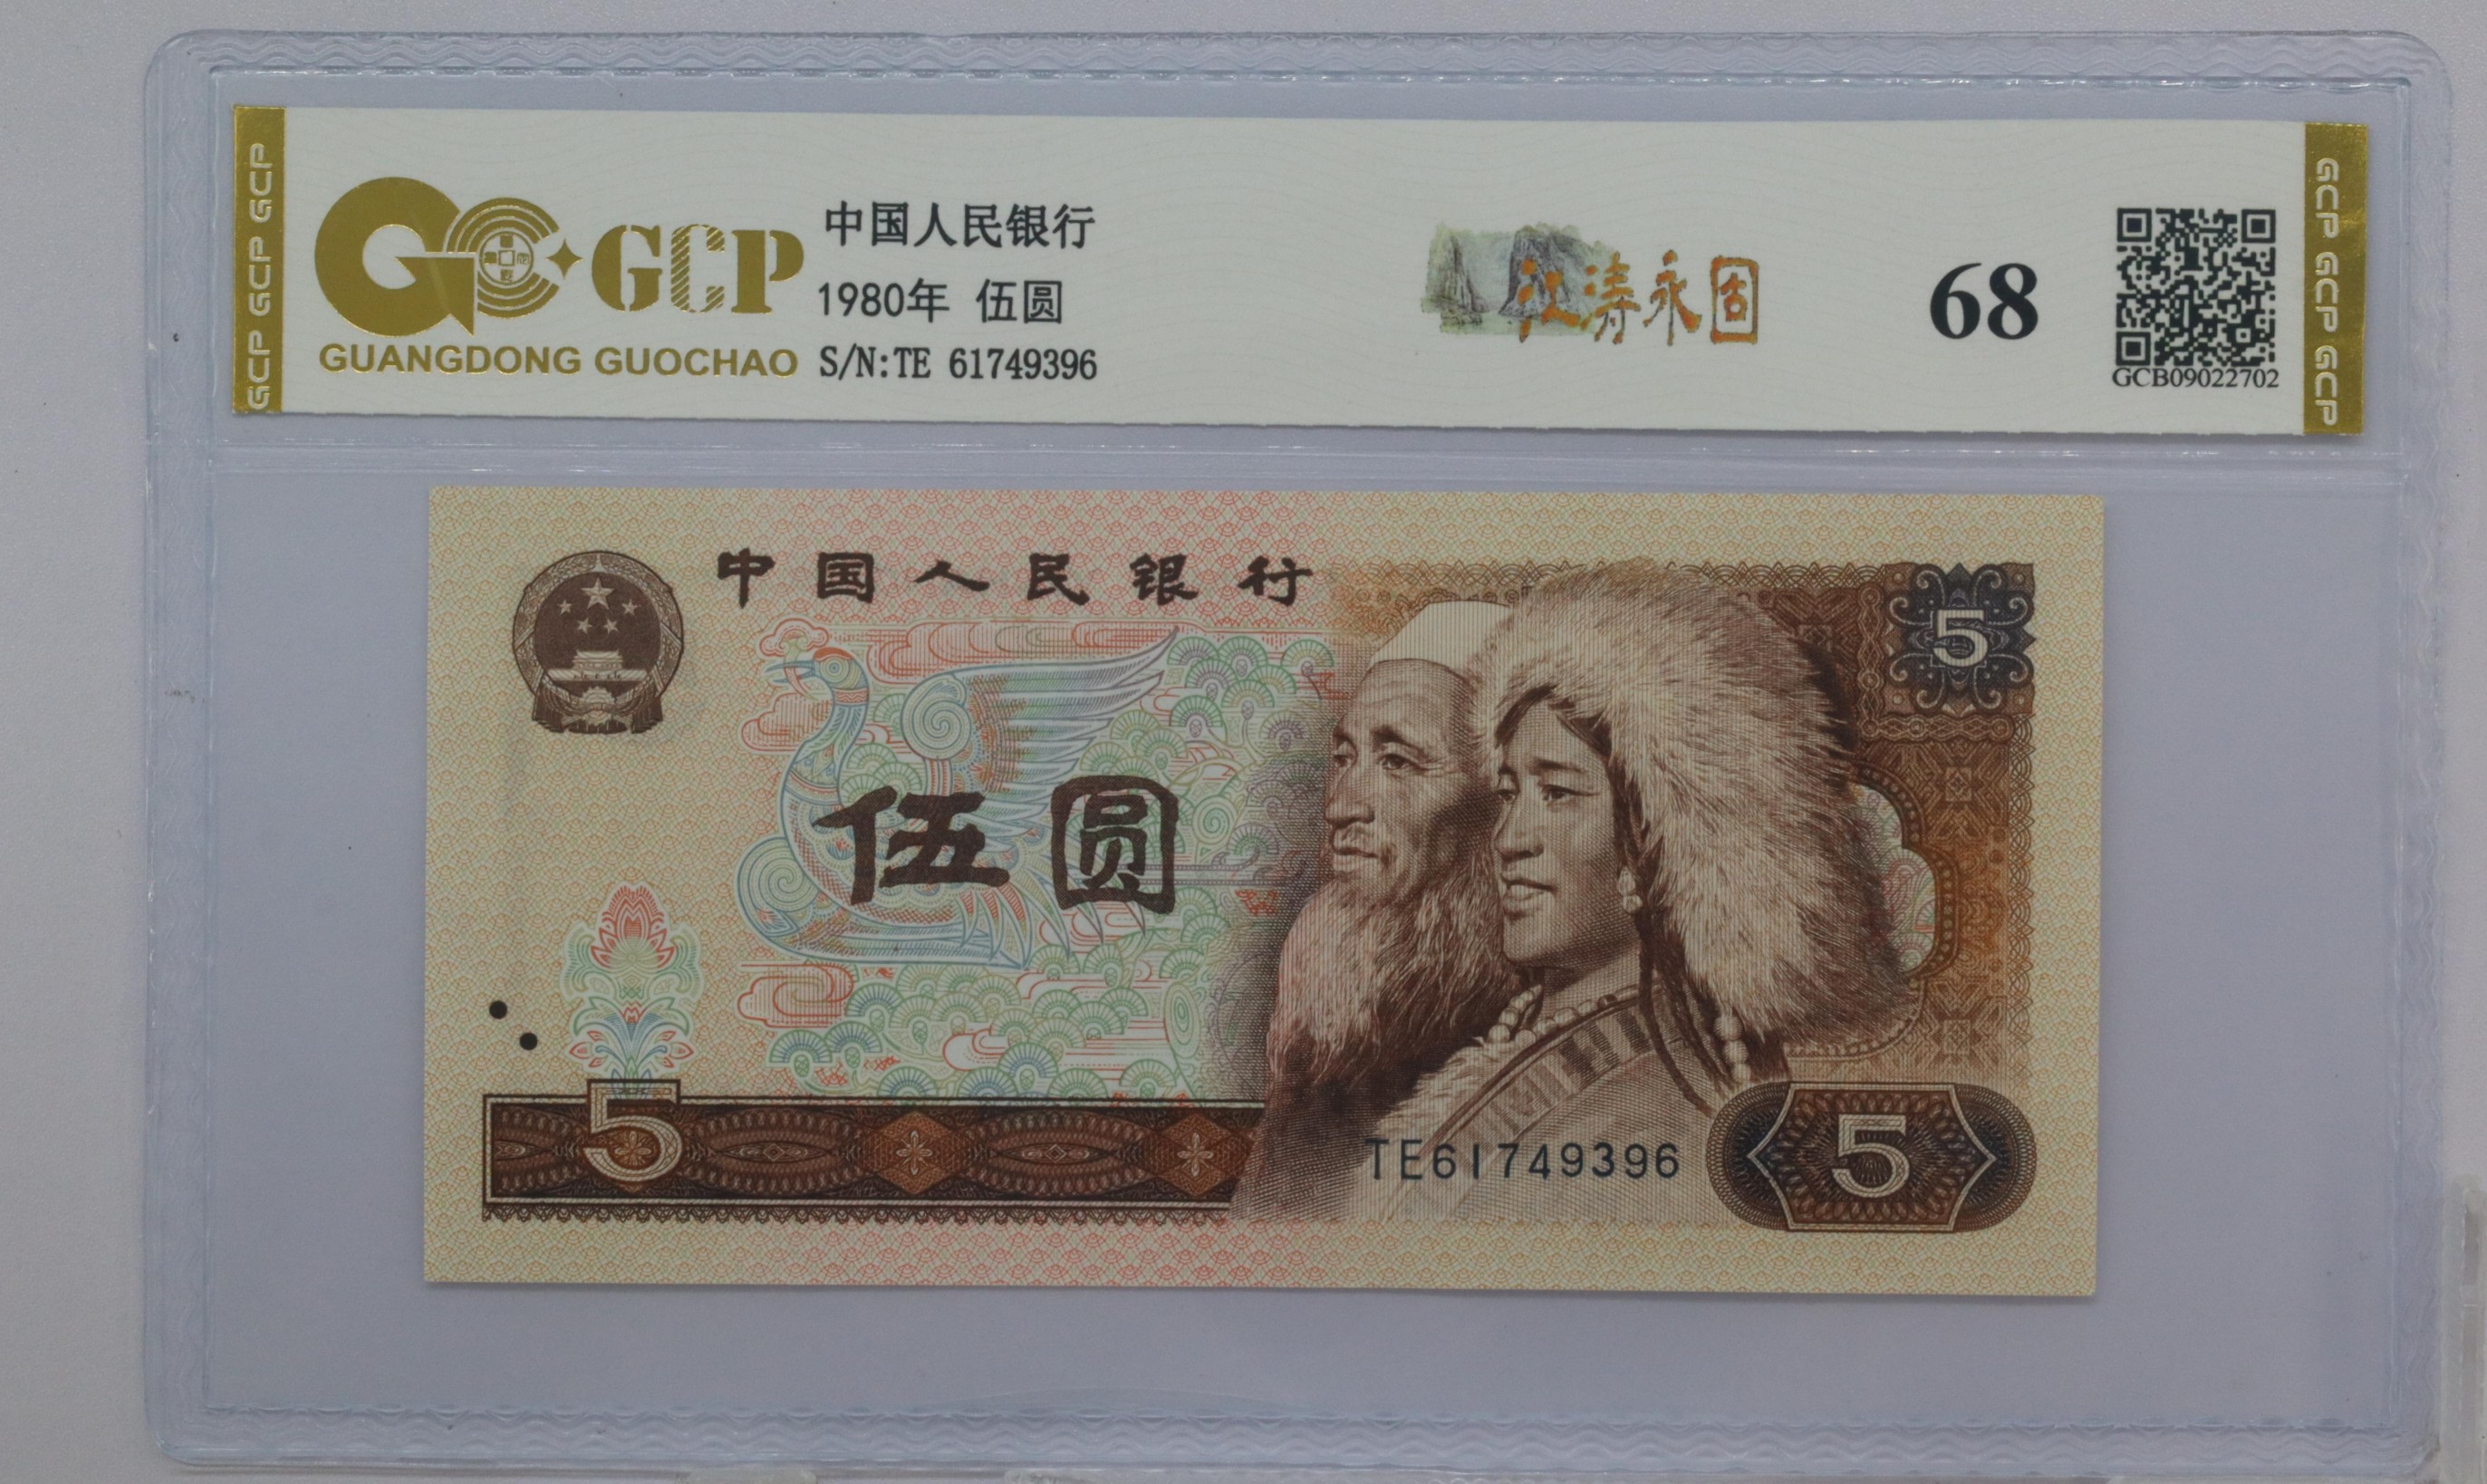 GCP GCP GCP
GCP
GUANGDONG GUOCHAO
中国人民银行
1980年 伍圆
S/N:TE 61749396
江涛永固
68
GCB09022702
GCP GCP GCP
中国人民银行
5
伍圆
5
TE61749396
5